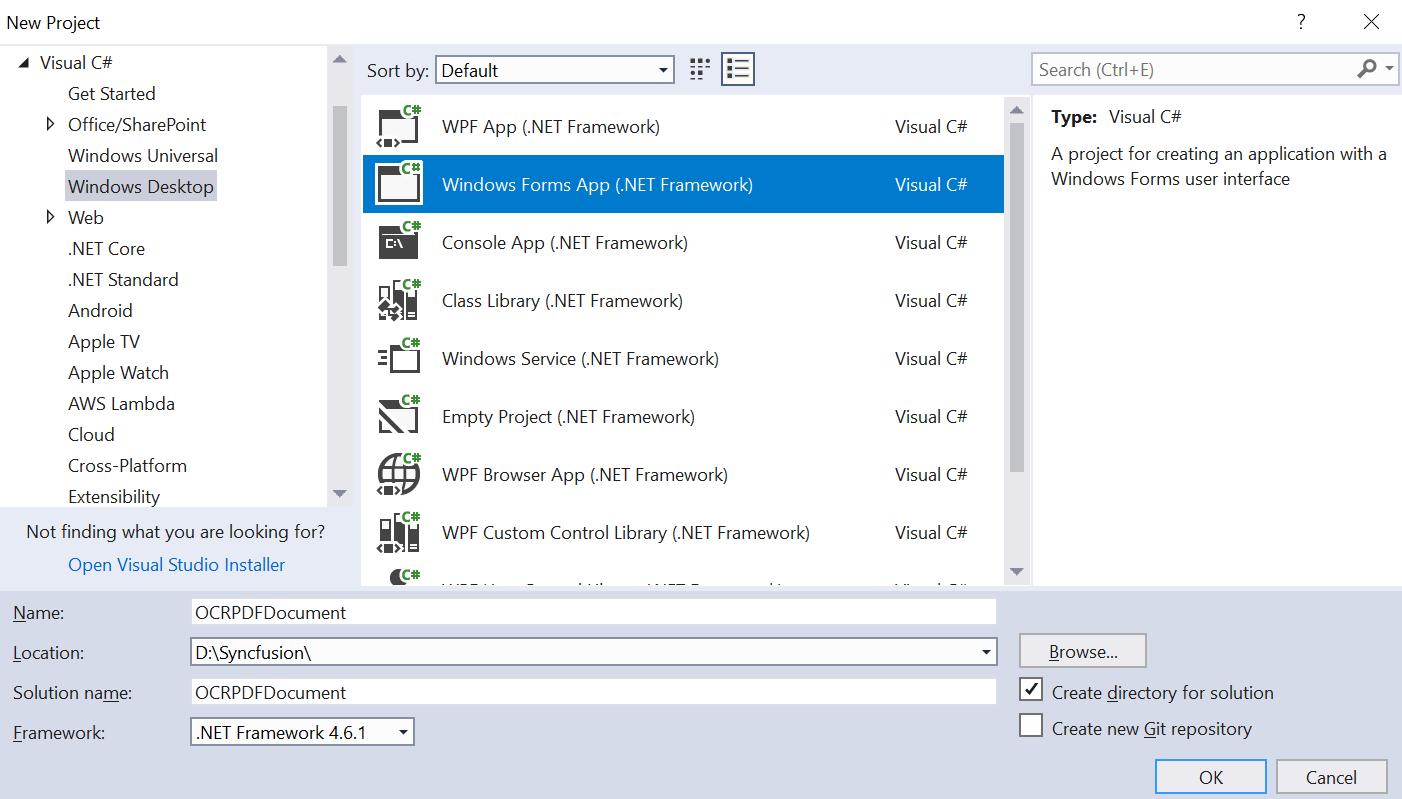 New Project
?
Visual C#
Get Started
Office/SharePoint
Windows Universal
Windows Desktop
Web
.NET Core
.NET Standard
Android
Apple TV
Apple Watch
AWS Lambda
Cloud
Cross-Platform
Extensibility
Not finding what you are looking for?
Open Visual Studio Installer
Sort by: Default
C# WPF App (.NET Framework) Visual C#
C# Windows Forms App (.NET Framework) Visual C#
C# C:\ Console App (.NET Framework) Visual C#
C# Class Library (.NET Framework) Visual C#
C# Windows Service (.NET Framework) Visual C#
C# Empty Project (.NET Framework) Visual C#
C# WPF Browser App (.NET Framework) Visual C#
C# WPF Custom Control Library (.NET Framework) Visual C#
C#
Search (Ctrl+E)
Type: Visual C#
A project for creating an application with a
Windows Forms user interface
Name: OCRPDFDocument
Location: D:\Syncfusion\ Browse...
Solution name: OCRPDFDocument Create directory for solution
Framework: .NET Framework 4.6.1 Create new Git repository
OK Cancel